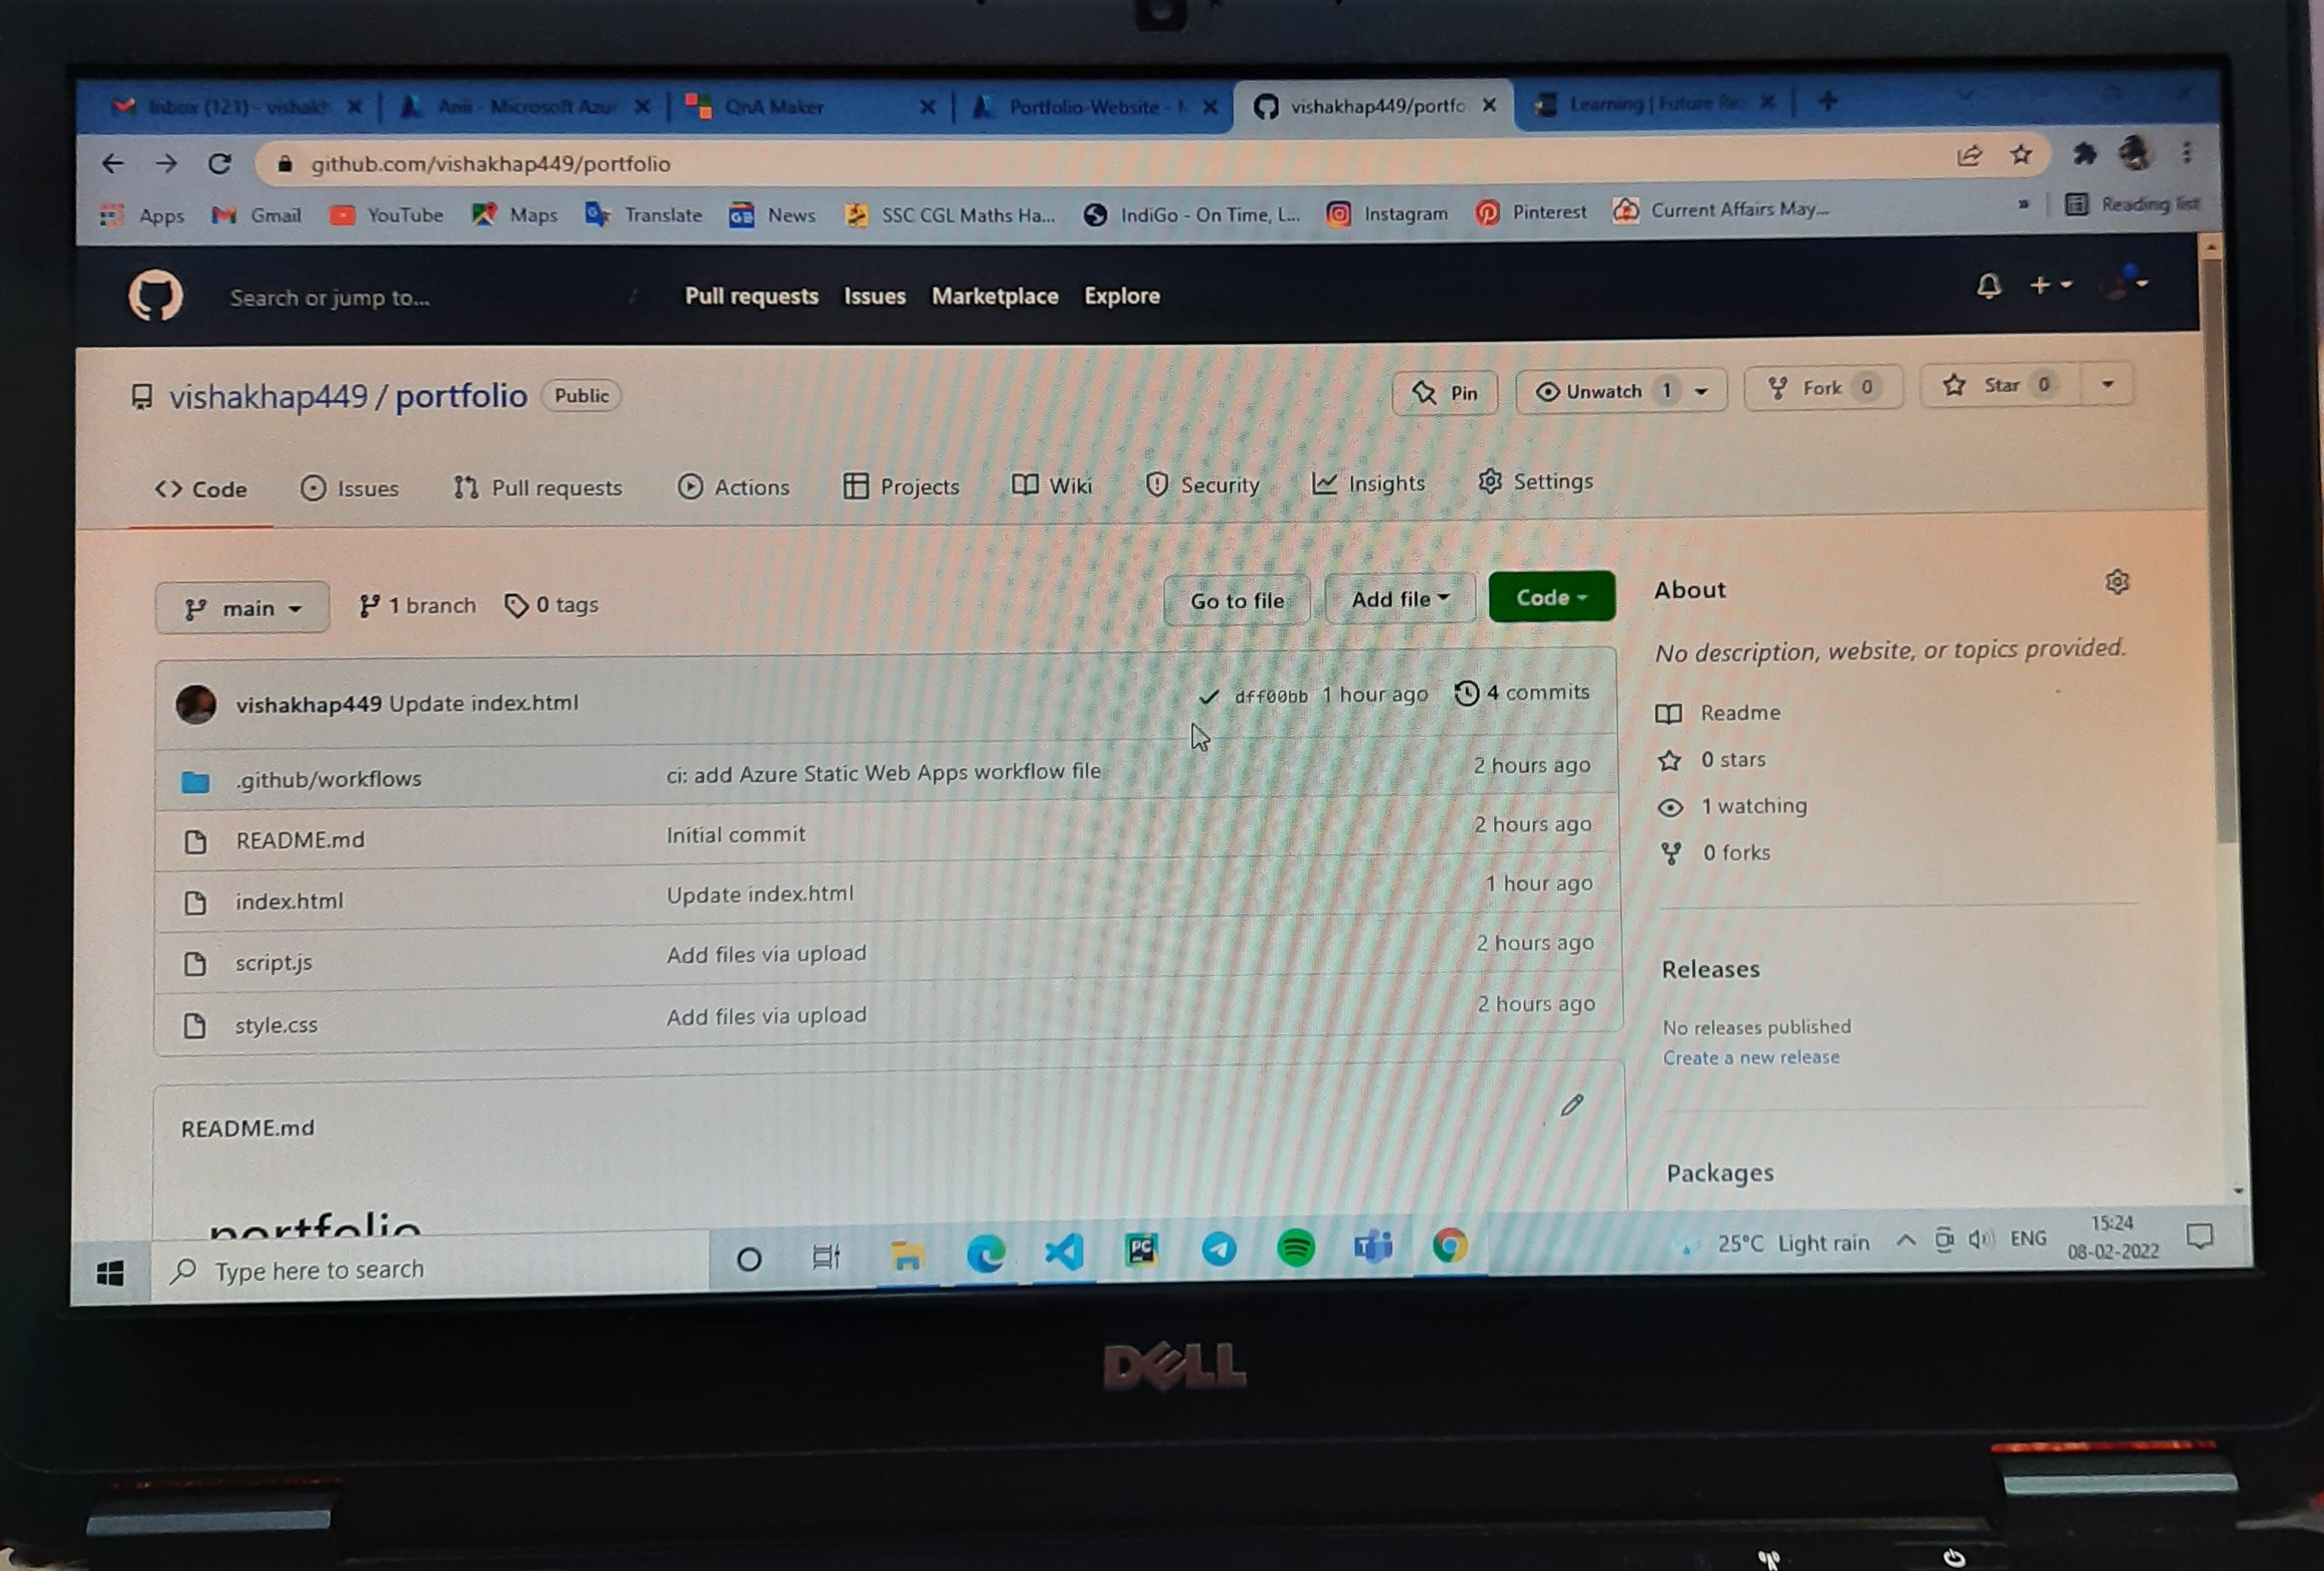 Inbox (121) - vishakh
Ann - Microsoft Azur
QnA Maker
Portfolio-Website - M
vishakhap449/portfo
Learning | Future Re
github.com/vishakhap449/portfolio
Apps Gmail YouTube Maps Translate News SSC CGL Maths Ha... IndiGo - On Time, L... Instagram Pinterest Current Affairs May... » Reading list
Search or jump to... / Pull requests Issues Marketplace Explore
vishakhap449 / portfolio Public Pin Unwatch 1 Fork 0 Star 0
Code Issues Pull requests Actions Projects Wiki Security Insights Settings
main 1 branch 0 tags Go to file Add file Code
vishakhap449 Update index.html dff00bb 1 hour ago 4 commits
.github/workflows ci: add Azure Static Web Apps workflow file 2 hours ago
README.md Initial commit 2 hours ago
index.html Update index.html 1 hour ago
script.js Add files via upload 2 hours ago
style.css Add files via upload 2 hours ago
README.md
portfolio
About
No description, website, or topics provided.
Readme
0 stars
1 watching
0 forks
Releases
No releases published
Create a new release
Packages
Type here to search
PC
25°C Light rain ENG
15:24
08-02-2022
DELL